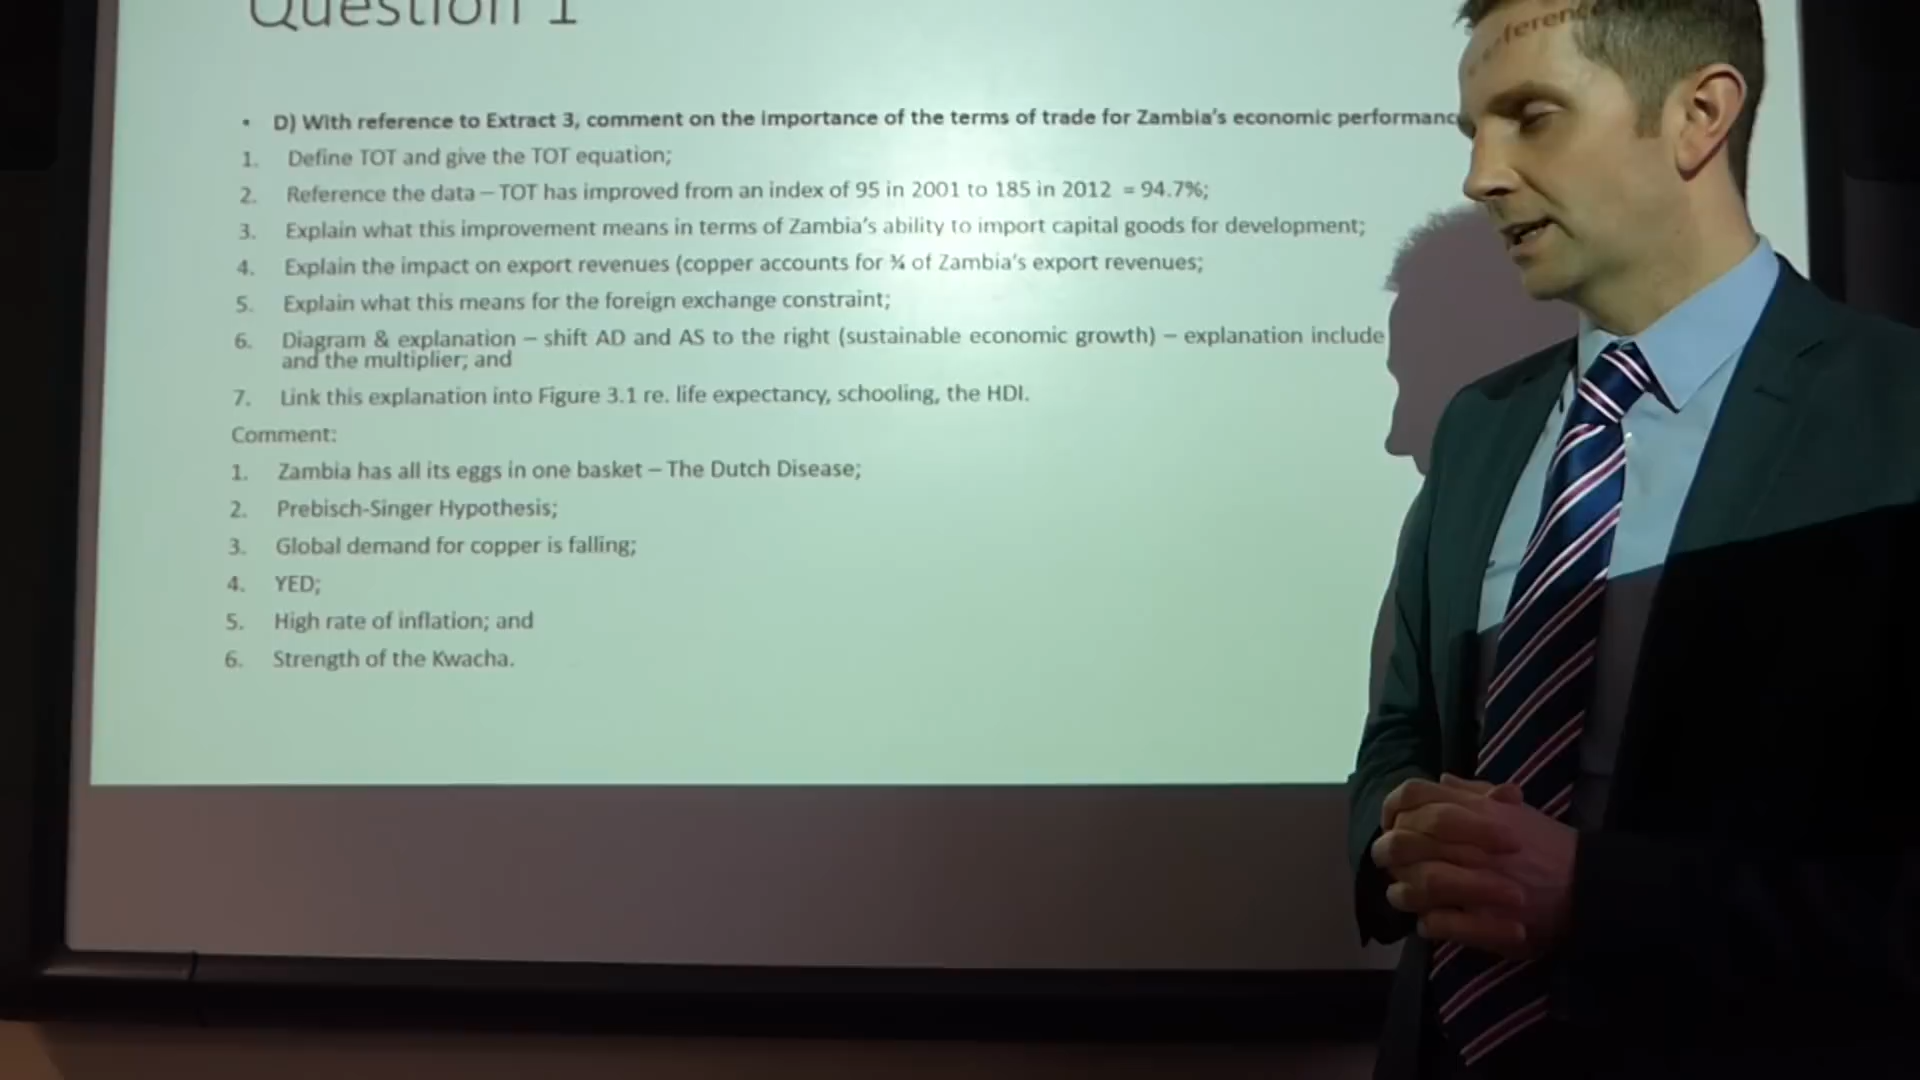 Question 1
• D) With reference to Extract 3, comment on the importance of the terms of trade for Zambia's economic performanc
1. Define TOT and give the TOT equation;
2. Reference the data – TOT has improved from an index of 95 in 2001 to 185 in 2012 = 94.7%;
3. Explain what this improvement means in terms of Zambia's ability to import capital goods for development;
4. Explain the impact on export revenues (copper accounts for ¾ of Zambia's export revenues;
5. Explain what this means for the foreign exchange constraint;
6. Diagram & explanation – shift AD and AS to the right (sustainable economic growth) – explanation include
and the multiplier; and
7. Link this explanation into Figure 3.1 re. life expectancy, schooling, the HDI.
Comment:
1. Zambia has all its eggs in one basket – The Dutch Disease;
2. Prebisch-Singer Hypothesis;
3. Global demand for copper is falling;
4. YED;
5. High rate of inflation; and
6. Strength of the Kwacha.